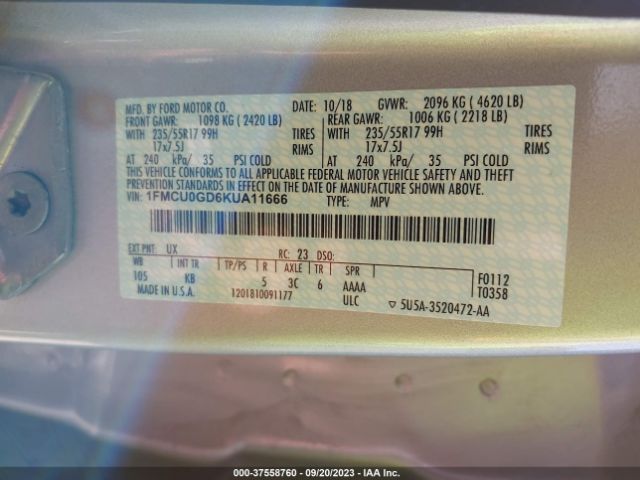 MFD. BY FORD MOTOR CO. DATE: 10/18 GVWR: 2096 KG ( 4620 LB)
FRONT GAWR: 1098 KG ( 2420 LB) REAR GAWR: 1006 KG ( 2218 LB)
WITH 235/55R17 99H TIRES WITH 235/55R17 99H TIRES
17x7.5J RIMS 17x7.5J RIMS
AT 240 kPa/ 35 PSI COLD AT 240 kPa/ 35 PSI COLD
THIS VEHICLE CONFORMS TO ALL APPLICABLE FEDERAL MOTOR VEHICLE SAFETY AND THEFT
PREVENTION STANDARDS IN EFFECT ON THE DATE OF MANUFACTURE SHOWN ABOVE.
VIN: 1FMCU0GD6KUA11666 TYPE: MPV
EXT PNT: UX RC: 23 DSO:
WB INT TR TP/PS R AXLE TR SPR F0112
105 KB 5 3C 6 AAAA T0358
MADE IN U.S.A. 1201810091177 ULC ▽ 5U5A-3520472-AA
000-37558760 - 09/20/2023 - IAAI.COM